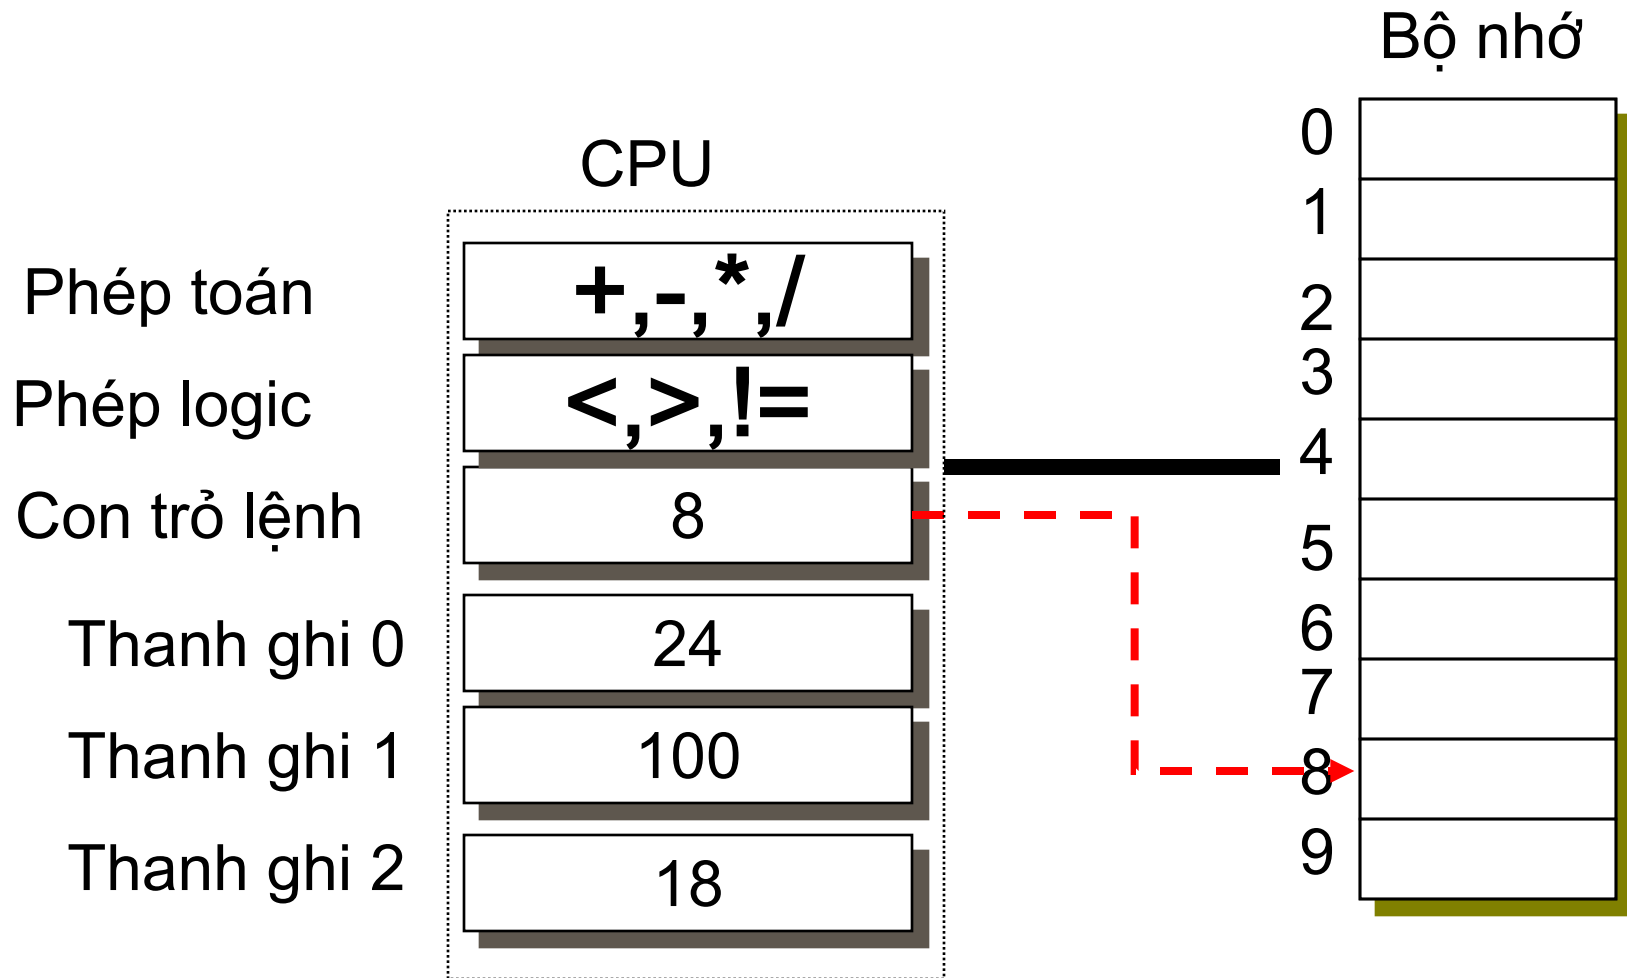 Bộ nhớ
CPU
Phép toán
+,-,*,/
Phép logic
<,>,!=
Con trỏ lệnh
8
Thanh ghi 0
24
Thanh ghi 1
100
Thanh ghi 2
18
0
1
2
3
4
5
6
7
8
9